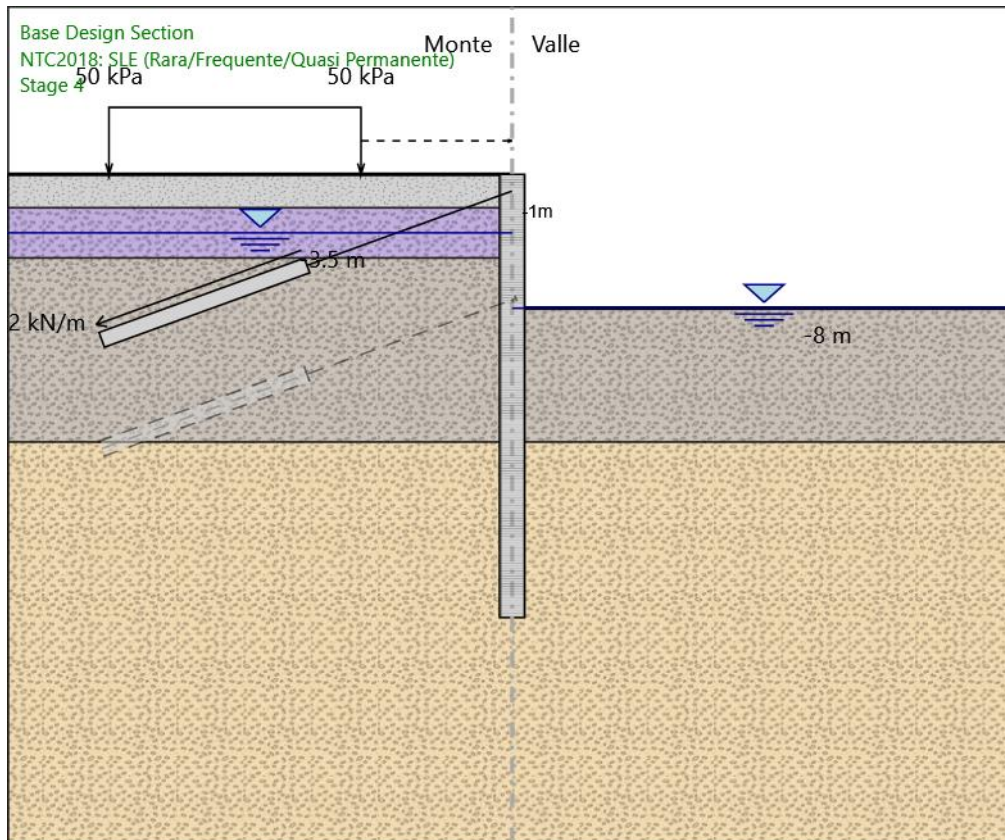 Base Design Section
NTC2018: SLE (Rara/Frequente/Quasi Permanente)
Stage 4
Monte
Valle
50 kPa
50 kPa
-1m
-3.5 m
2 kN/m
-8 m